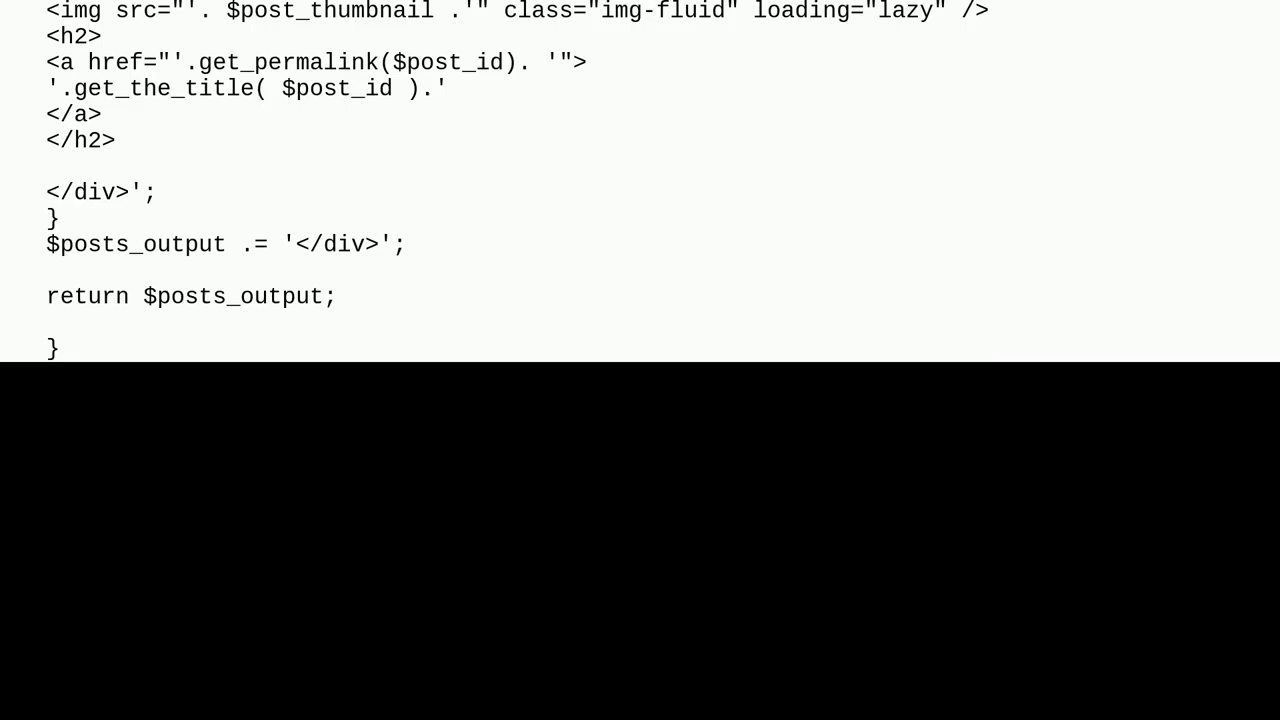 <img src="'. $post_thumbnail .'" class="img-fluid" loading="lazy" />
<h2>
<a href="'.get_permalink($post_id). '">
'.get_the_title( $post_id ).'
</a>
</h2>
</div>';
}
$posts_output .= '</div>';
return $posts_output;
}